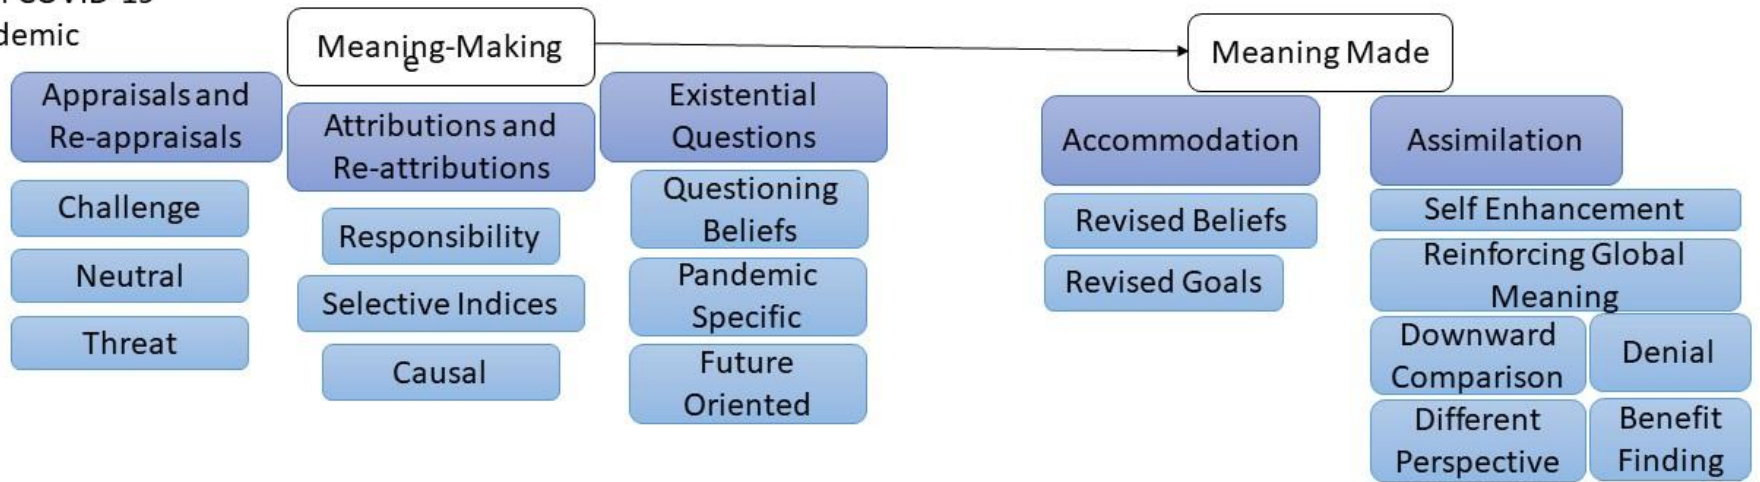 COVID-19
demic
Meaning-Making
e
Meaning Made
Appraisals and
Re-appraisals
Challenge
Neutral
Threat
Attributions and
Re-attributions
Responsibility
Selective Indices
Causal
Existential
Questions
Questioning
Beliefs
Pandemic
Specific
Future
Oriented
Accommodation
Revised Beliefs
Revised Goals
Assimilation
Self Enhancement
Reinforcing Global
Meaning
Downward
Comparison
Denial
Different
Perspective
Benefit
Finding